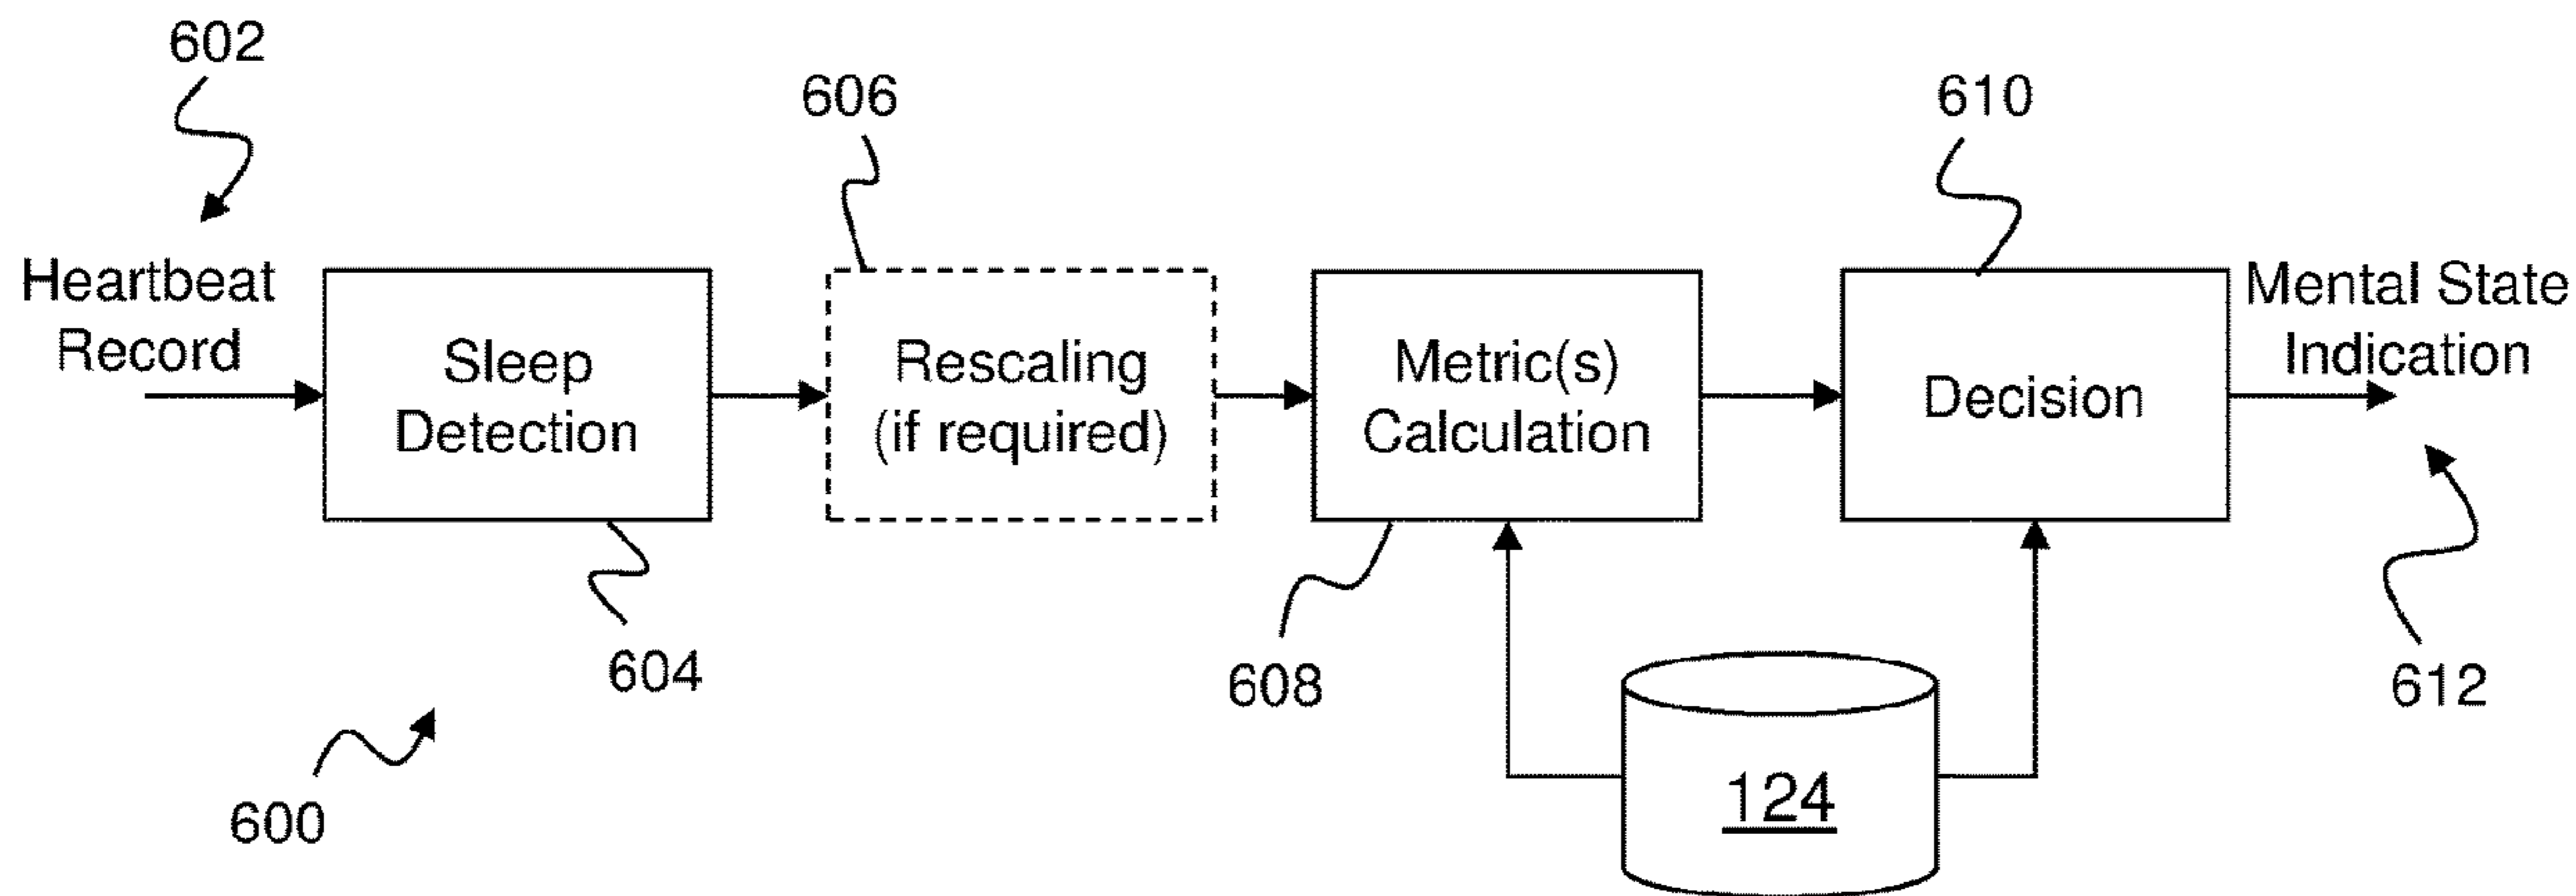 602
606
610
Heartbeat
Record
Sleep
Detection
Rescaling
(if required)
Metric(s)
Calculation
Decision
Mental State
Indication
604
608
612
600
124